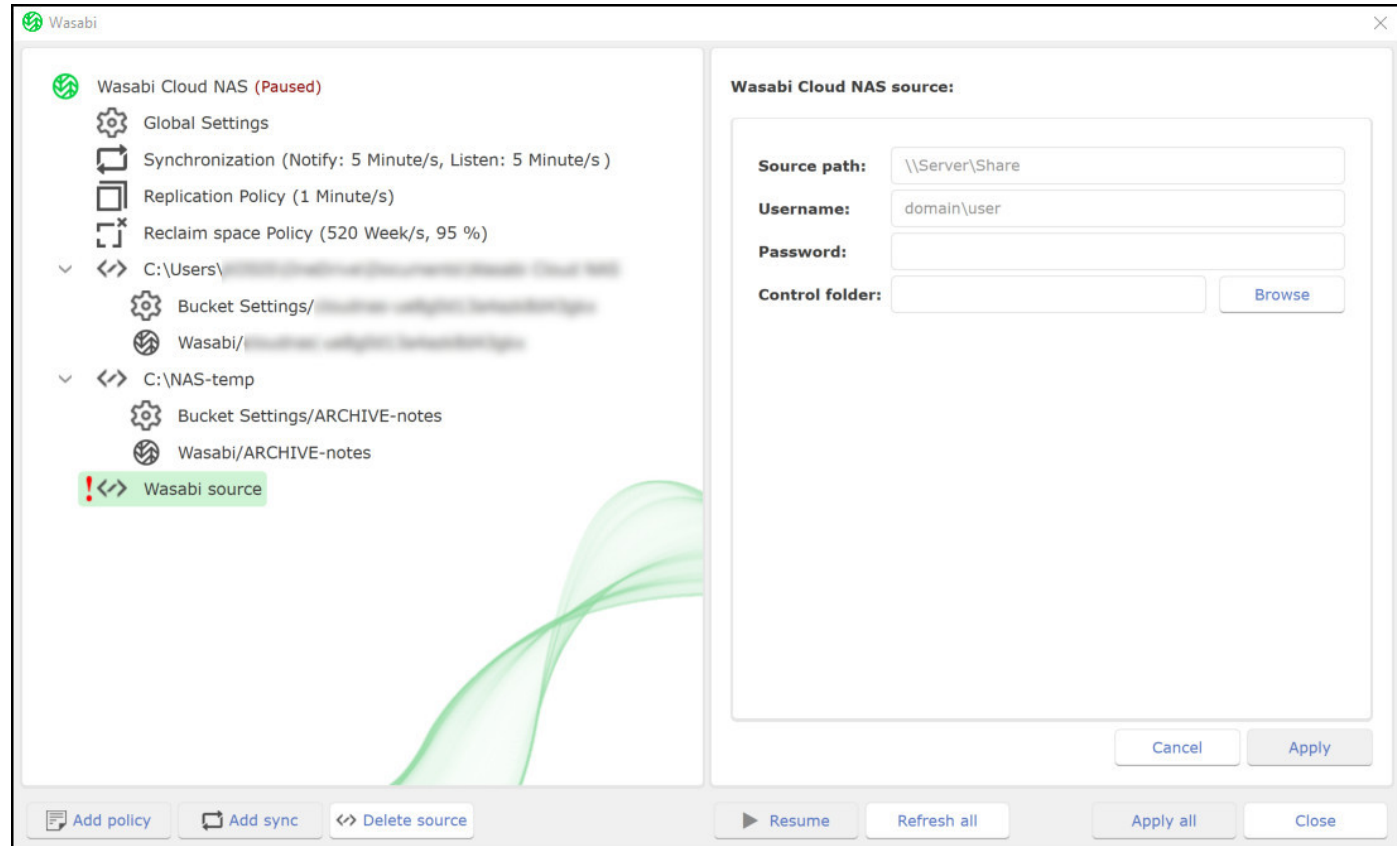 Wasabi
Wasabi Cloud NAS (Paused)
Global Settings
Synchronization (Notify: 5 Minute/s, Listen: 5 Minute/s )
Replication Policy (1 Minute/s)
Reclaim space Policy (520 Week/s, 95 %)
C:\Users\
Bucket Settings/
Wasabi/
C:\NAS-temp
Bucket Settings/ARCHIVE-notes
Wasabi/ARCHIVE-notes
Wasabi source
Wasabi Cloud NAS source:
Source path: \\Server\Share
Username: domain\user
Password:
Control folder: Browse
Cancel Apply
Add policy Add sync Delete source Resume Refresh all Apply all Close